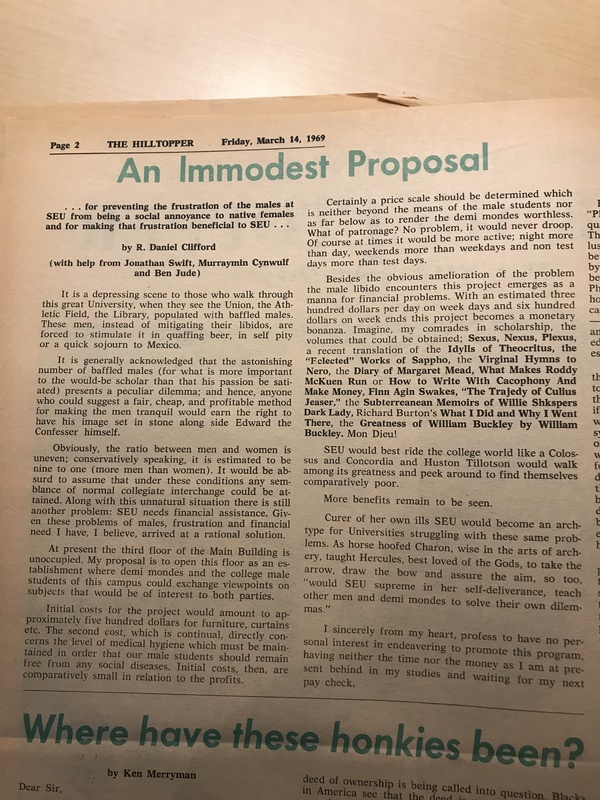 Page 2 THE HILLTOPPER Friday, March 14, 1969
An Immodest Proposal
. . . for preventing the frustration of the males at
SEU from being a social annoyance to native females
and for making that frustration beneficial to SEU . . .
by R. Daniel Clifford
(with help from Jonathan Swift, Murraymin Cynwulf
and Ben Jude)
It is a depressing scene to those who walk through
this great University, when they see the Union, the Ath-
letic Field, the Library, populated with baffled males.
These men, instead of mitigating their libidos, are
forced to stimulate it in quaffing beer, in self pity
or a quick sojourn to Mexico.
It is generally acknowledged that the astonishing
number of baffled males (for what is more important
to the would-be scholar than that his passion be sati-
ated) presents a peculiar dilemma; and hence, anyone
who could suggest a fair, cheap, and profitable method
for making the men tranquil would earn the right to
have his image set in stone along side Edward the
Confesser himself.
Obviously, the ratio between men and women is
uneven; conservatively speaking, it is estimated to be
nine to one (more men than women). It would be ab-
surd to assume that under these conditions any sem-
blance of normal collegiate interchange could be at-
tained. Along with this unnatural situation there is still
another problem: SEU needs financial assistance. Giv-
en these problems of males, frustration and financial
need I have, I believe, arrived at a rational solution.
At present the third floor of the Main Building is
unoccupied. My proposal is to open this floor as an es-
tablishment where demi mondes and the college male
students of this campus could exchange viewpoints on
subjects that would be of interest to both parties.
Initial costs for the project would amount to ap-
proximately five hundred dollars for furniture, curtains
etc. The second cost, which is continual, directly con-
cerns the level of medical hygiene which must be main-
tained in order that our male students should remain
free from any social diseases. Initial costs, then, are
comparatively small in relation to the profits.
Certainly a price scale should be determined which
is neither beyond the means of the male students nor
as far below as to render the demi mondes worthless.
What of patronage? No problem, it would never droop.
Of course at times it would be more active; night more
than day, weekends more than weekdays and non test
days more than test days.
Besides the obvious amelioration of the problem
the male libido encounters this project emerges as a
manna for financial problems. With an estimated three
hundred dollars per day on week days and six hundred
dollars on week ends this project becomes a monetary
bonanza. Imagine, my comrades in scholarship, the
volumes that could be obtained; Sexus, Nexus, Plexus,
a recent translation of the Idylls of Theocritus, the
"Eclected" Works of Sappho, the Virginal Hymns to
Nero, the Diary of Margaret Mead, What Makes Roddy
McKuen Run or How to Write With Cacophony And
Make Money, Finn Agin Swakes, "The Trajedy of Culius
Jeaser," the Subterranean Memoirs of Willie Shkspers
Dark Lady, Richard Burton's What I Did and Why I Went
There, the Greatness of William Buckley by William
Buckley. Mon Dieu!
SEU would best ride the college world like a Colos-
sus and Concordia and Huston Tillotson would walk
among its greatness and peek around to find themselves
comparatively poor.
More benefits remain to be seen.
Curer of her own ills SEU would become an arch-
type for Universities struggling with these same prob-
lems. As horse hoofed Charon, wise in the arts of arch-
ery, taught Hercules, best loved of the Gods, to take the
arrow, draw the bow and assure the aim, so too,
"would SEU supreme in her self-deliverance, teach
other men and demi mondes to solve their own dilem-
mas."
I sincerely from my heart, profess to have no per-
sonal interest in endeavering to promote this program,
having neither the time nor the money as I am at pre-
sent behind in my studies and waiting for my next
pay check.
Where have these honkies been?
by Ken Merryman
Dear Sir,
deed of ownership is being called into question. Blacks
in America see that the deed